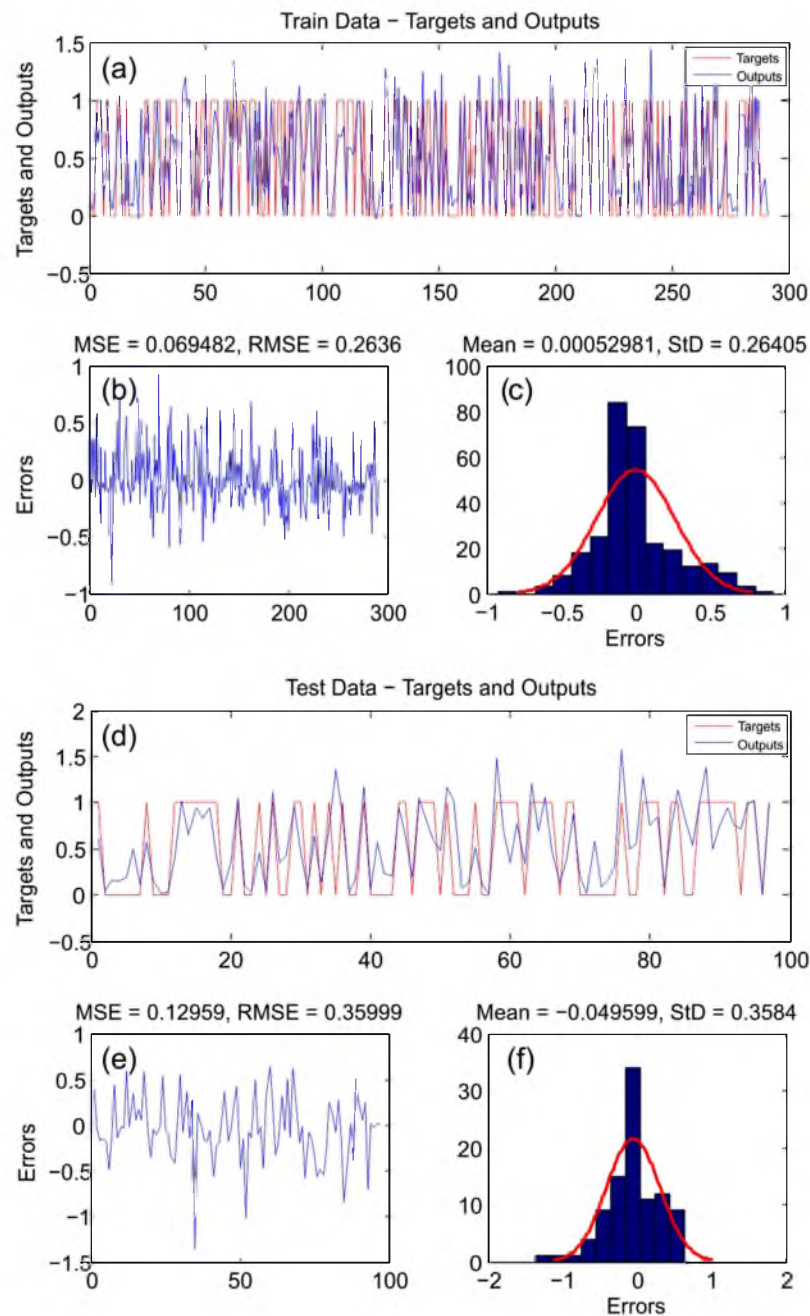 Train Data − Targets and Outputs
(a)
Targets
Outputs
Targets and Outputs
1.5
1
0.5
0
−0.5
0 50 100 150 200 250 300
MSE = 0.069482, RMSE = 0.2636
(b)
Errors
1
0.5
0
−0.5
−1
0 100 200 300
Mean = 0.00052981, StD = 0.26405
(c)
100
80
60
40
20
0
−1 −0.5 0 0.5 1
Errors
Test Data − Targets and Outputs
(d)
Targets
Outputs
Targets and Outputs
2
1.5
1
0.5
0
−0.5
0 20 40 60 80 100
MSE = 0.12959, RMSE = 0.35999
(e)
Errors
1
0.5
0
−0.5
−1
−1.5
0 50 100
Mean = −0.049599, StD = 0.3584
(f)
40
30
20
10
0
−2 −1 0 1 2
Errors